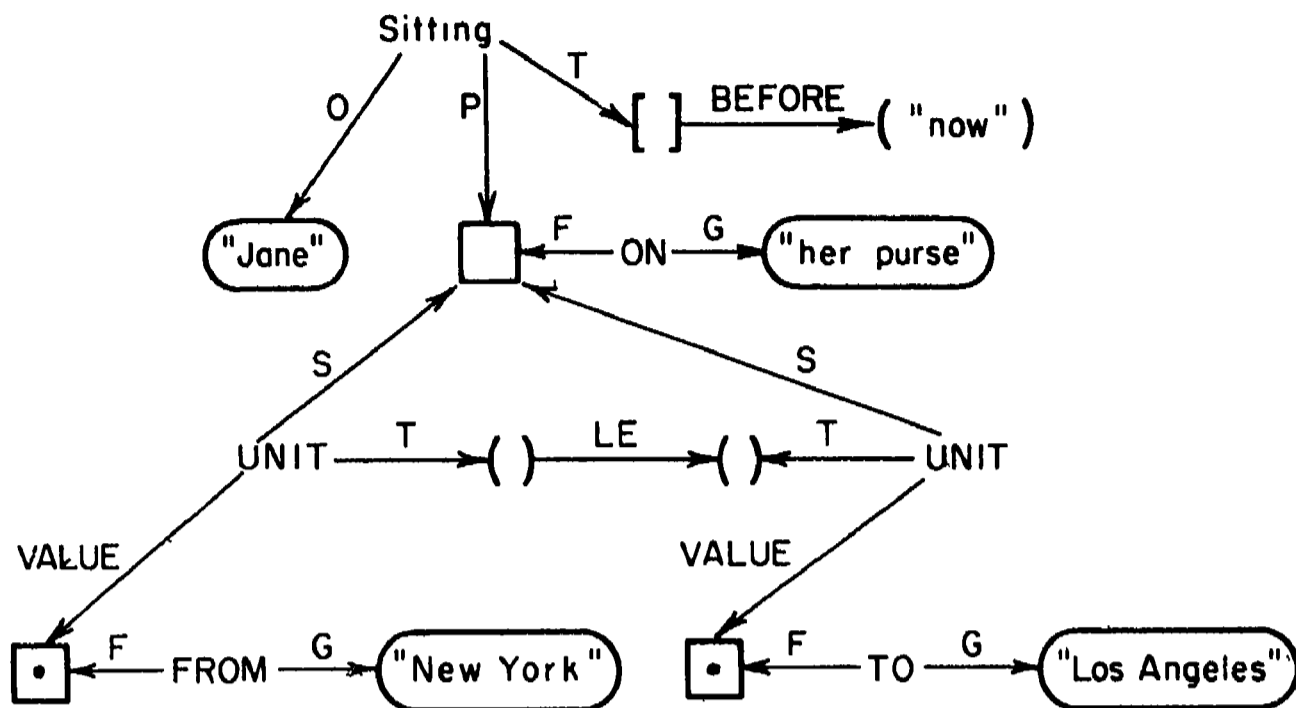 Sitting
O P T
[ ] BEFORE ( "now" )
"Jane" F ON G "her purse"
S S
UNIT T ( ) LE ( ) T UNIT
VALUE VALUE
F FROM G "New York" F TO G "Los Angeles"